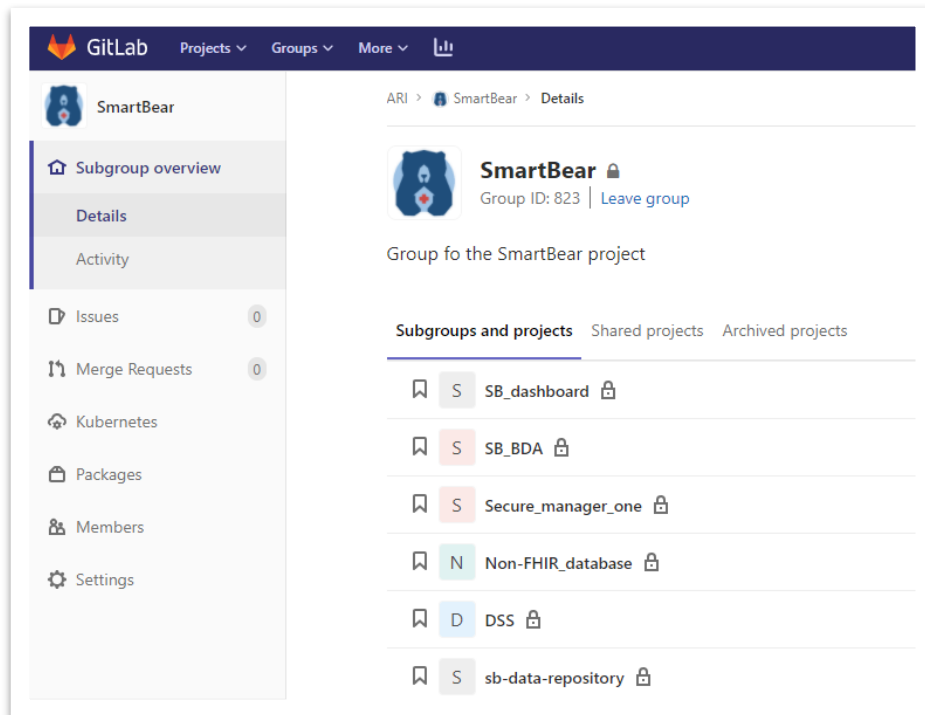 GitLab Projects Groups More
SmartBear
Subgroup overview
Details
Activity
Issues 0
Merge Requests 0
Kubernetes
Packages
Members
Settings
ARI > SmartBear > Details
SmartBear
Group ID: 823 | Leave group
Group fo the SmartBear project
Subgroups and projects Shared projects Archived projects
S SB_dashboard
S SB_BDA
S Secure_manager_one
N Non-FHIR_database
D DSS
S sb-data-repository